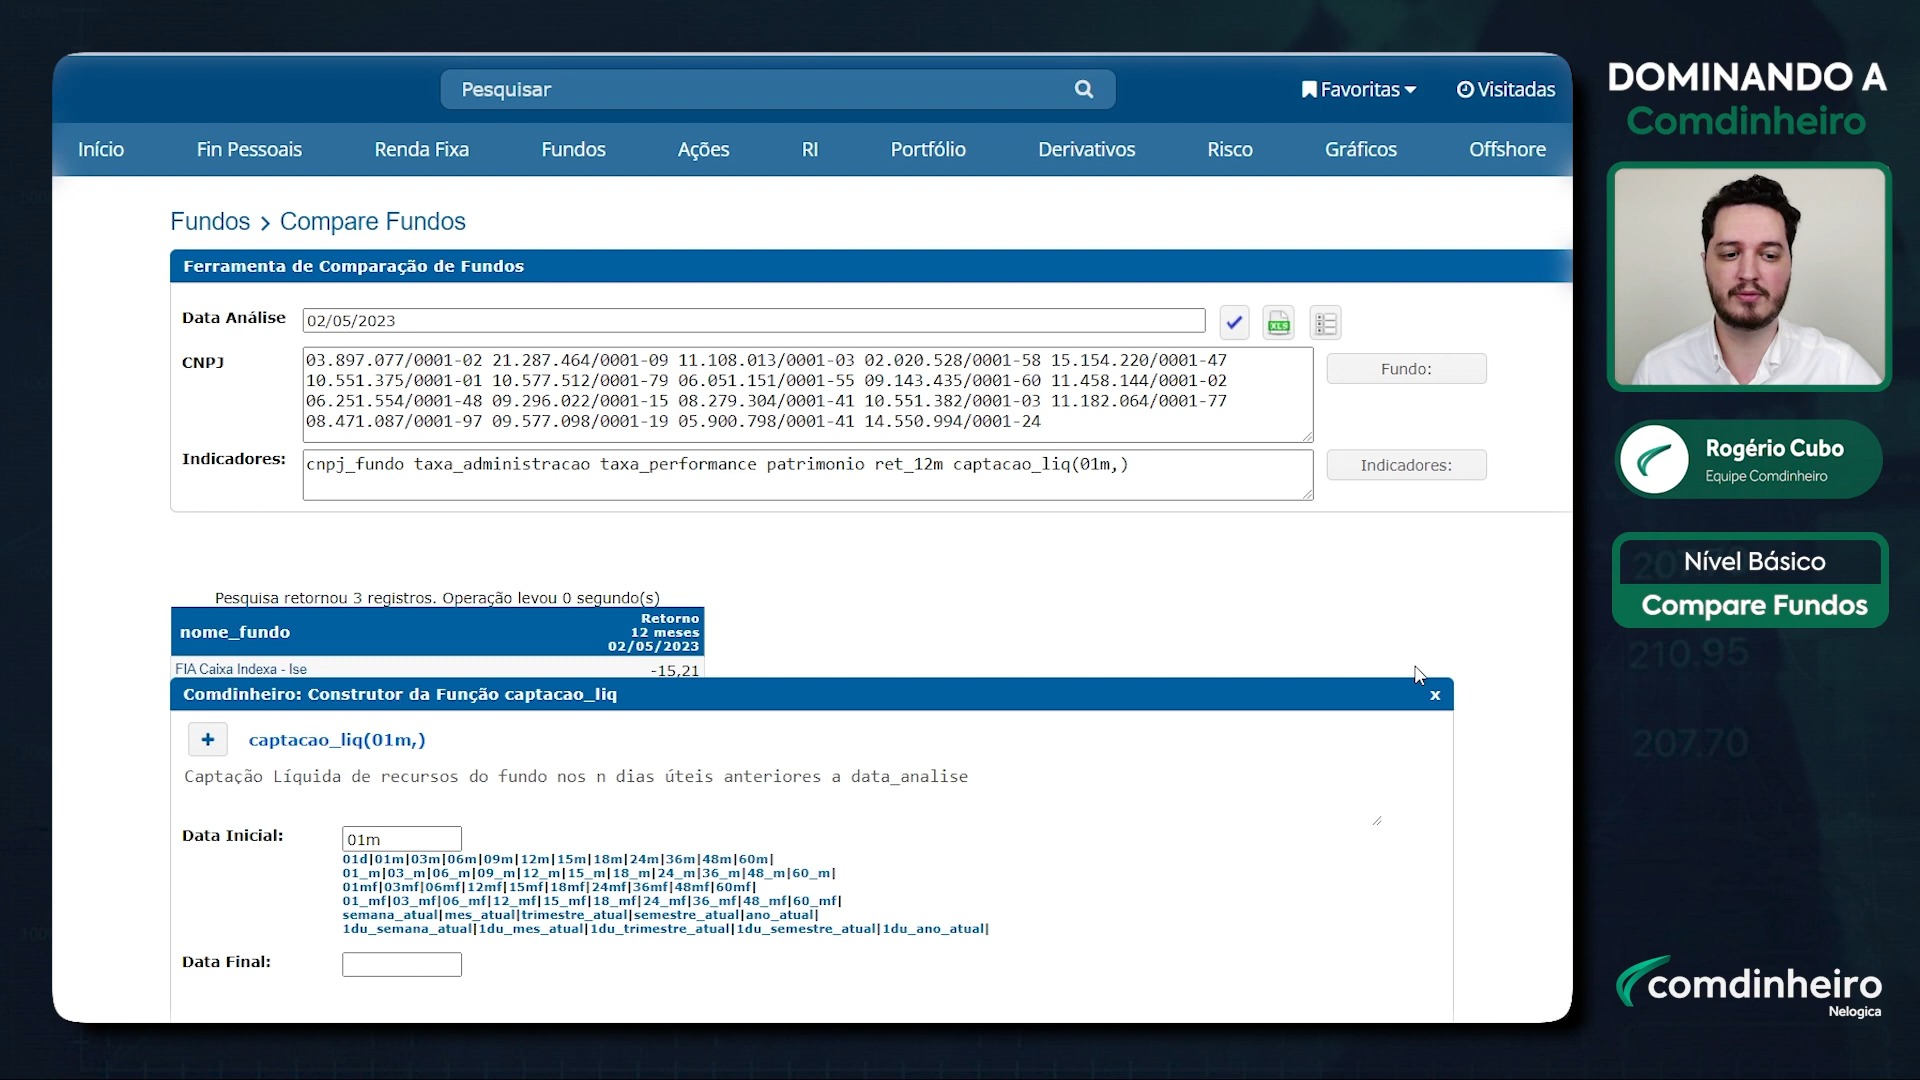 Pesquisar
Favoritas
Visitadas
Início
Fin Pessoais
Renda Fixa
Fundos
Ações
RI
Portfólio
Derivativos
Risco
Gráficos
Offshore
Fundos > Compare Fundos
Ferramenta de Comparação de Fundos
Data Análise
02/05/2023
XLS
CNPJ
03.897.077/0001-02 21.287.464/0001-09 11.108.013/0001-03 02.020.528/0001-58 15.154.220/0001-47
10.551.375/0001-01 10.577.512/0001-79 06.051.151/0001-55 09.143.435/0001-60 11.458.144/0001-02
06.251.554/0001-48 09.296.022/0001-15 08.279.304/0001-41 10.551.382/0001-03 11.182.064/0001-77
08.471.087/0001-97 09.577.098/0001-19 05.900.798/0001-41 14.550.994/0001-24
Fundo:
Indicadores:
cnpj_fundo taxa_administracao taxa_performance patrimonio ret_12m captacao_liq(01m,)
Indicadores:
Pesquisa retornou 3 registros. Operação levou 0 segundo(s)
nome_fundo
Retorno
12 meses
02/05/2023
FIA Caixa Indexa - Ise
-15,21
Comdinheiro: Construtor da Função captacao_liq
x
+
captacao_liq(01m,)
Captação Líquida de recursos do fundo nos n dias úteis anteriores a data_analise
Data Inicial:
01m
01d|01m|03m|06m|09m|12m|15m|18m|24m|36m|48m|60m|
01_m|03_m|06_m|09_m|12_m|15_m|18_m|24_m|36_m|48_m|60_m|
01mf|03mf|06mf|12mf|15mf|18mf|24mf|36mf|48mf|60mf|
01_mf|03_mf|06_mf|12_mf|15_mf|18_mf|24_mf|36_mf|48_mf|60_mf|
semana_atual|mes_atual|trimestre_atual|semestre_atual|ano_atual|
1du_semana_atual|1du_mes_atual|1du_trimestre_atual|1du_semestre_atual|1du_ano_atual|
Data Final:
DOMINANDO A
Comdinheiro
Rogério Cubo
Equipe Comdinheiro
Nível Básico
Compare Fundos
210.95
207.70
comdinheiro
Nelogica